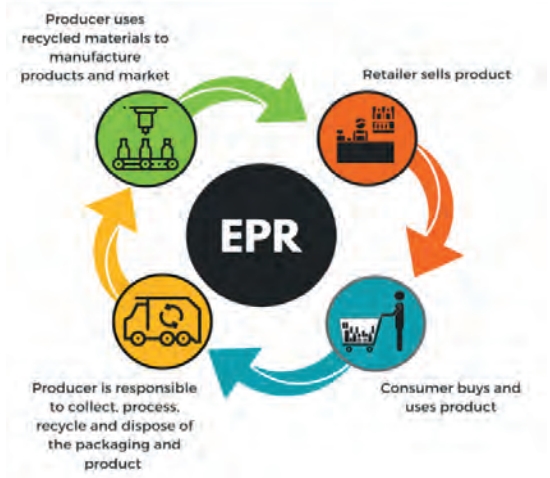 Producer uses
recycled materials to
manufacture
products and market
Retailer sells product
EPR
Consumer buys and
uses product
Producer is responsible
to collect, process,
recycle and dispose of
the packaging and
product